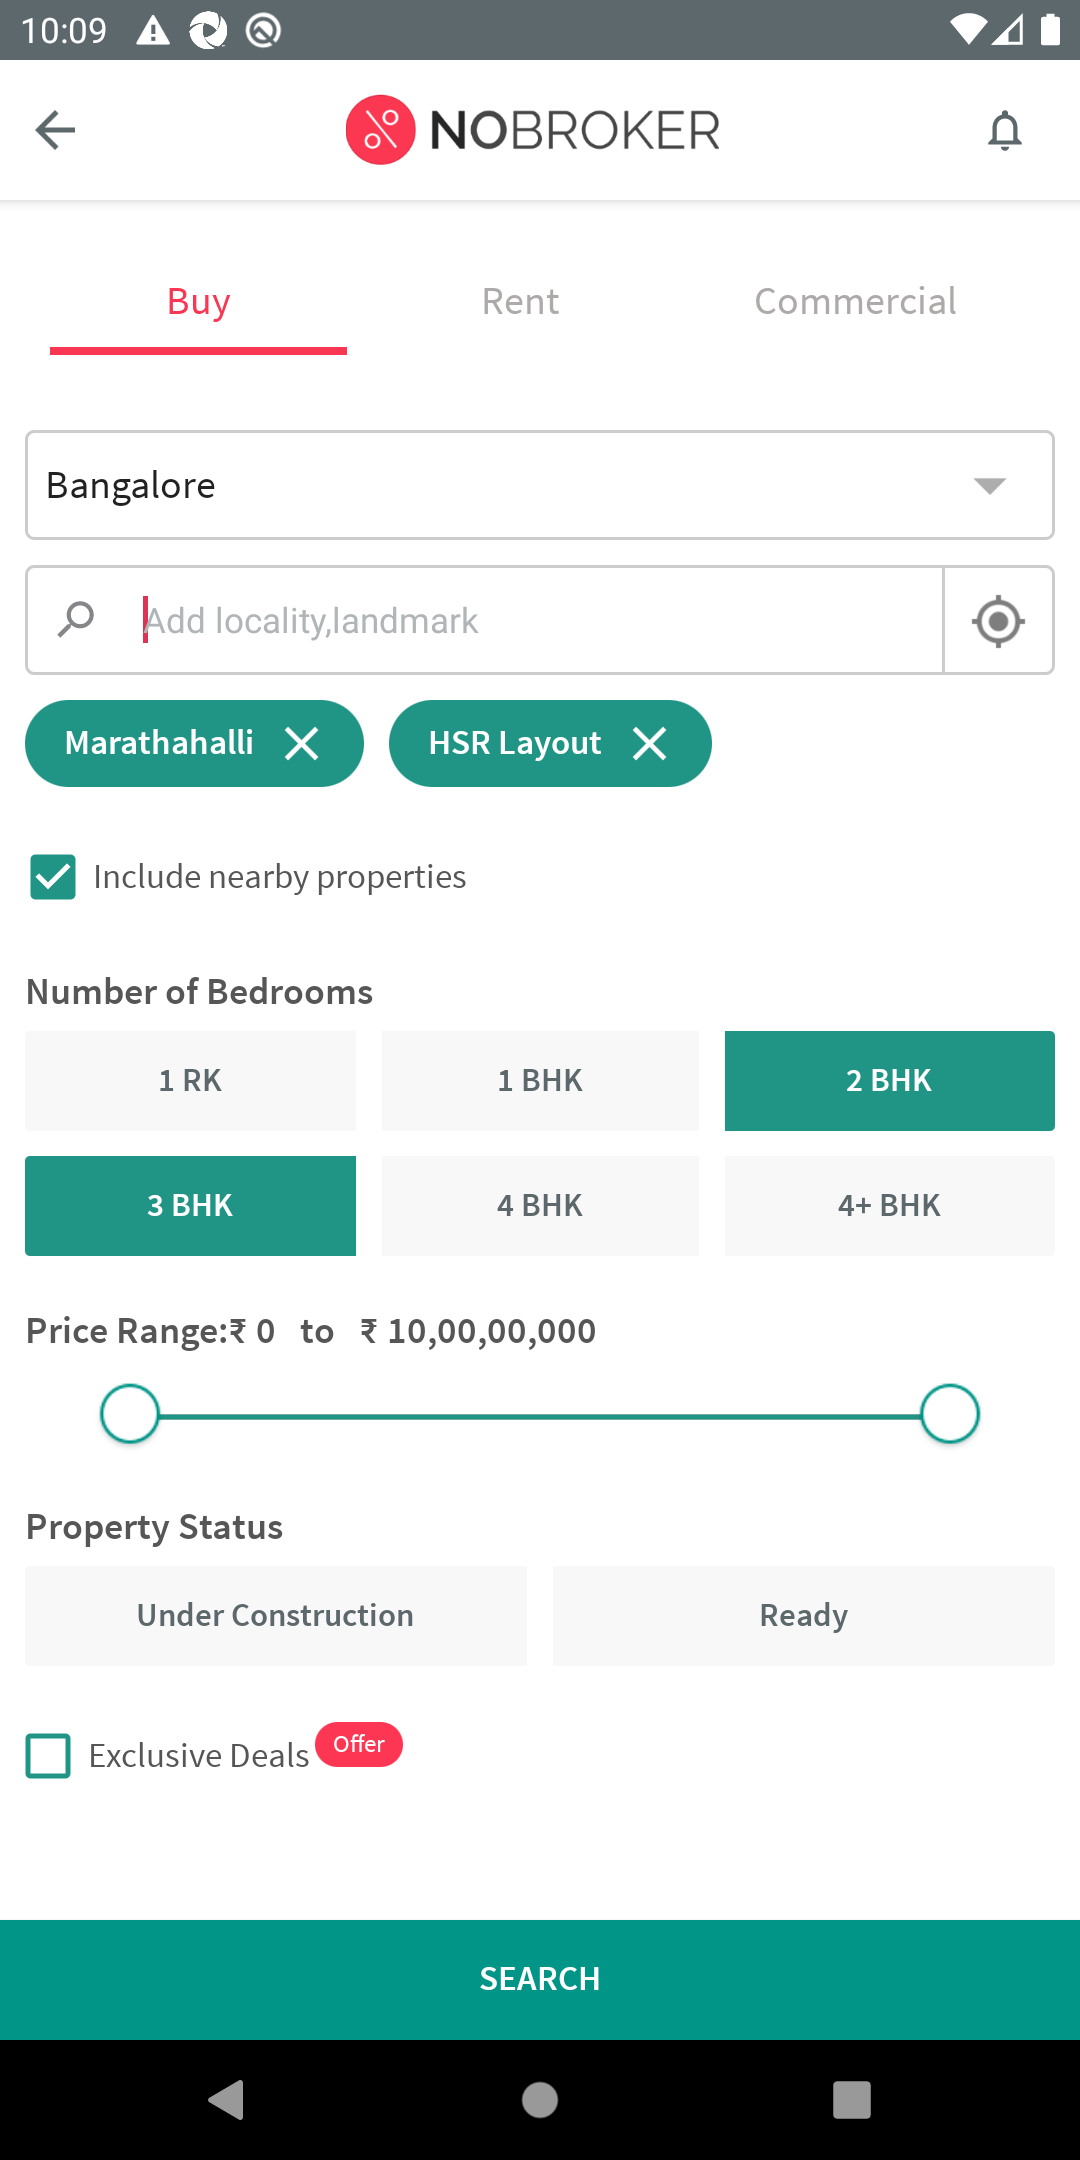 10:09
NOBROKER
Buy Rent Commercial
Bangalore
Add locality,landmark
Marathahalli HSR Layout
Include nearby properties
Number of Bedrooms
1 RK 1 BHK 2 BHK
3 BHK 4 BHK 4+ BHK
Price Range:₹ 0 to ₹ 10,00,00,000
Property Status
Under Construction Ready
Exclusive Deals Offer
SEARCH